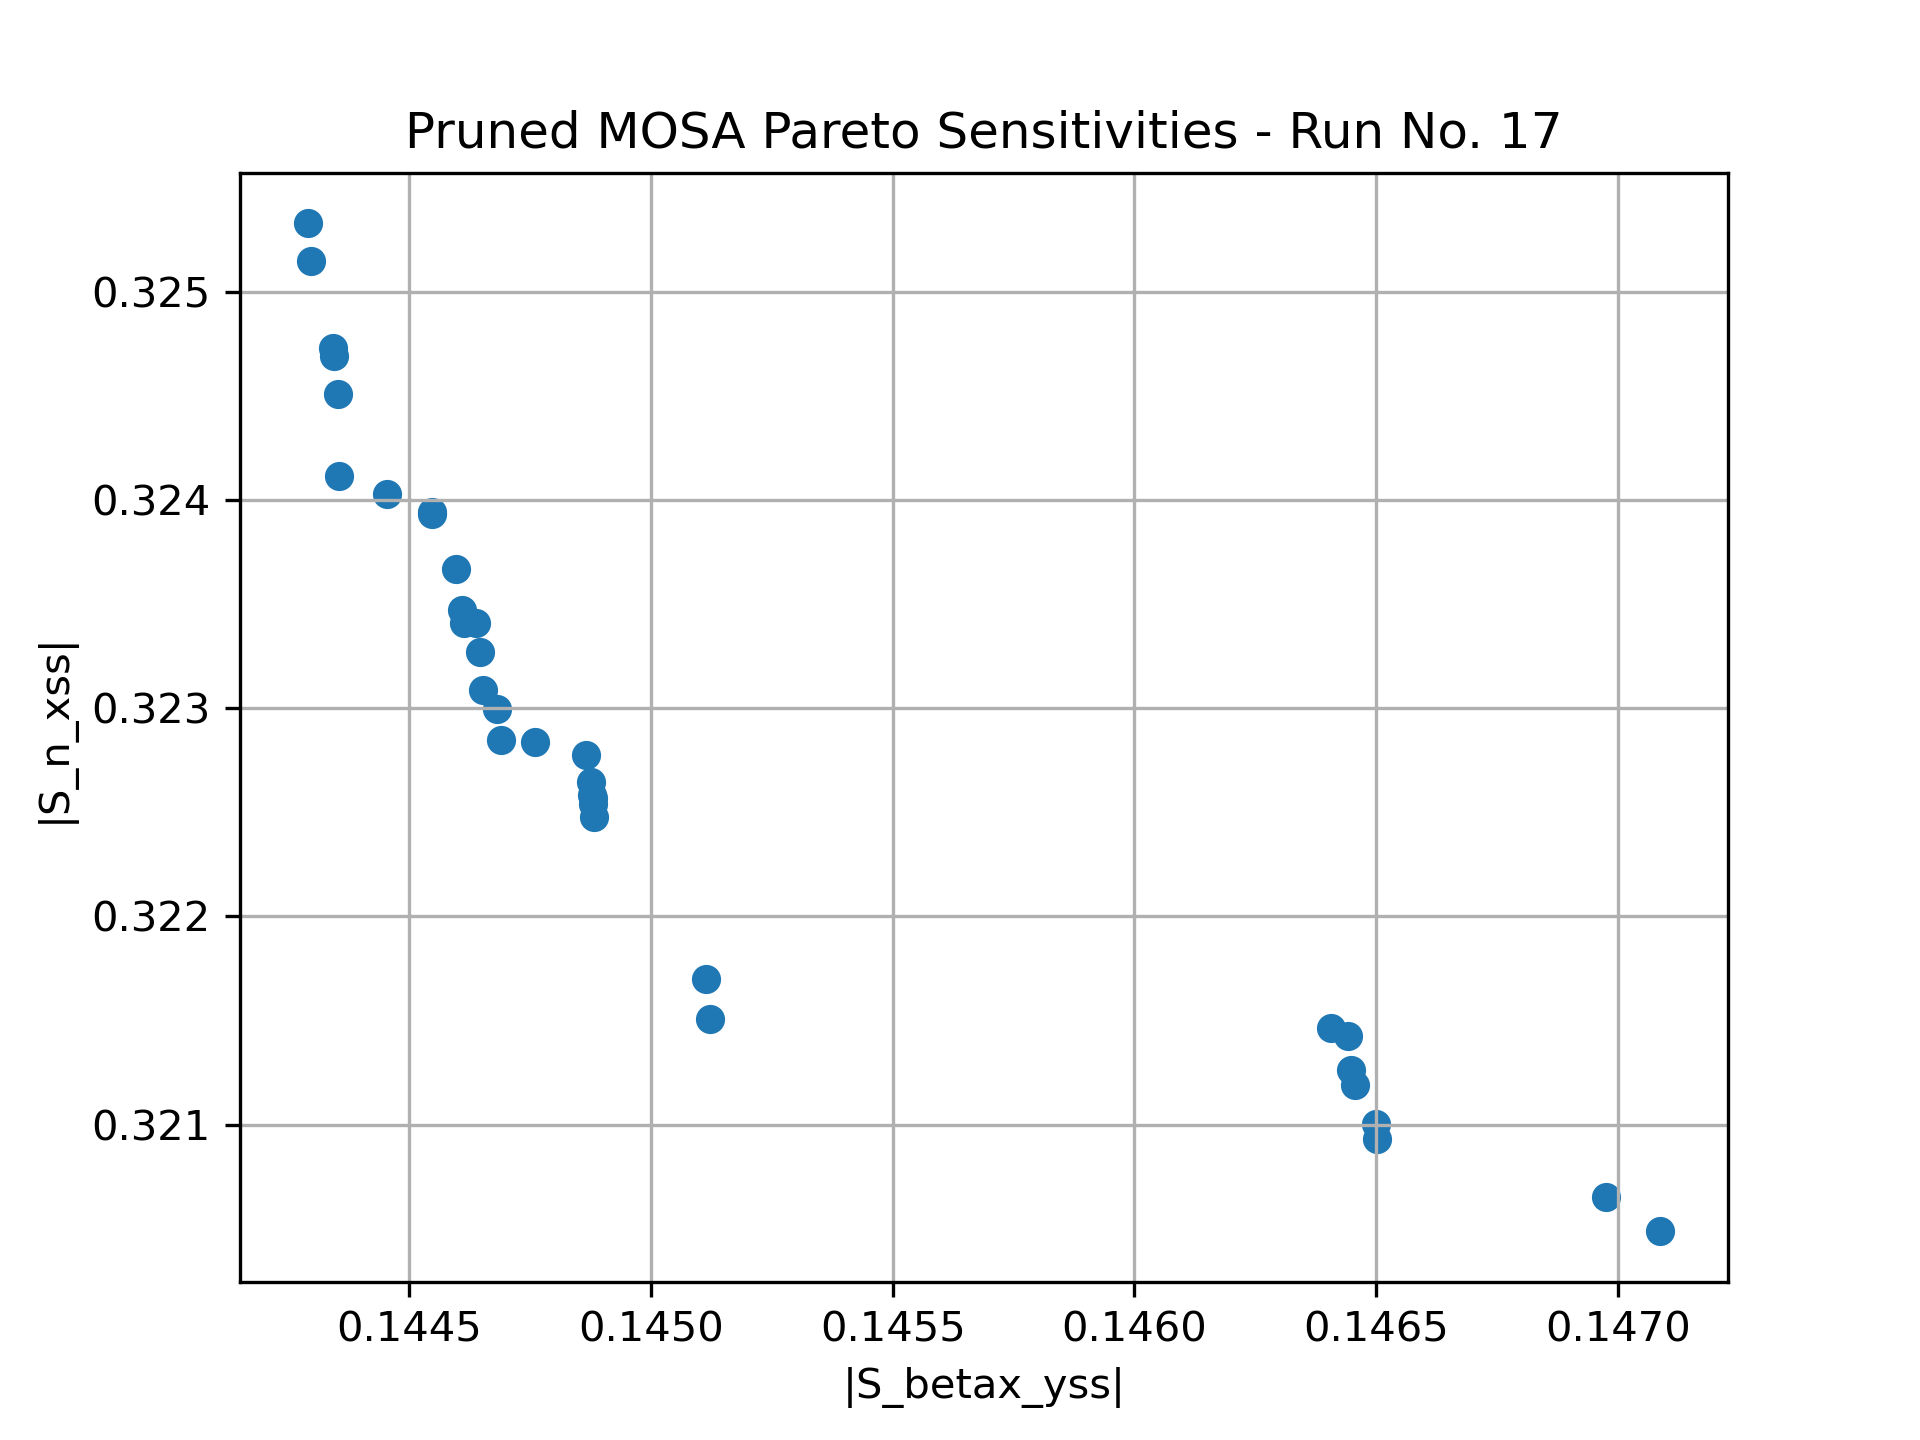 Pruned MOSA Pareto Sensitivities - Run No. 17
|S_n_xss|
0.325
0.324
0.323
0.322
0.321
0.1445 0.1450 0.1455 0.1460 0.1465 0.1470
|S_betax_yss|